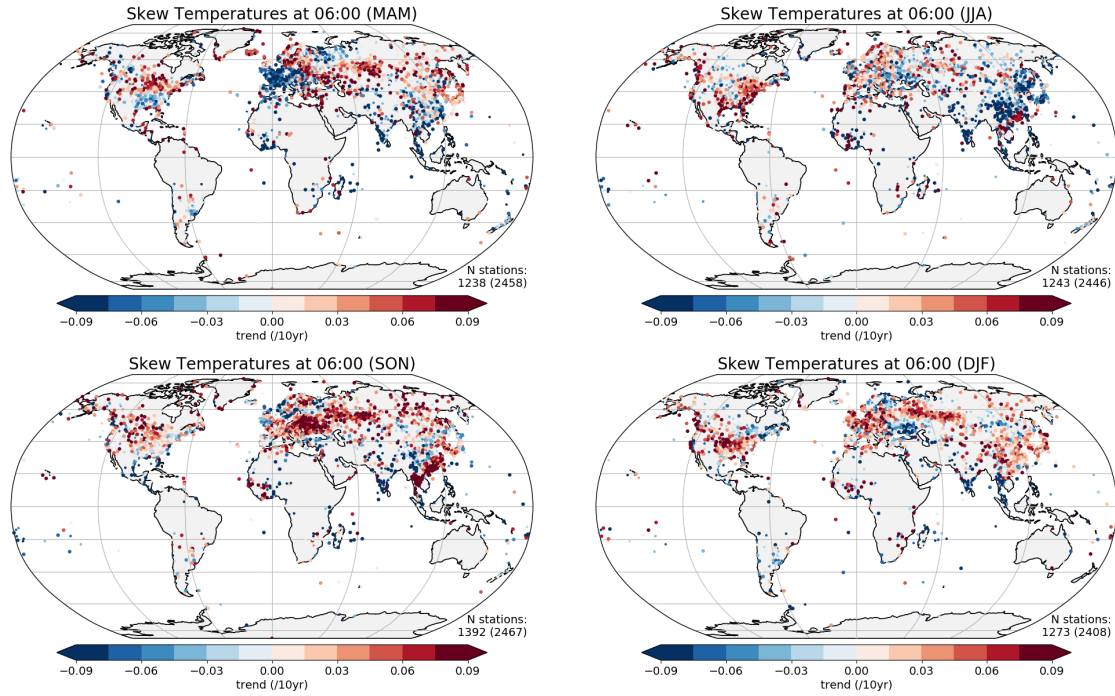 Skew Temperatures at 06:00 (MAM)
N stations:
1238 (2458)
−0.09 −0.06 −0.03 0.00 0.03 0.06 0.09
trend (/10yr)
Skew Temperatures at 06:00 (JJA)
N stations:
1243 (2446)
−0.09 −0.06 −0.03 0.00 0.03 0.06 0.09
trend (/10yr)
Skew Temperatures at 06:00 (SON)
N stations:
1392 (2467)
−0.09 −0.06 −0.03 0.00 0.03 0.06 0.09
trend (/10yr)
Skew Temperatures at 06:00 (DJF)
N stations:
1273 (2408)
−0.09 −0.06 −0.03 0.00 0.03 0.06 0.09
trend (/10yr)